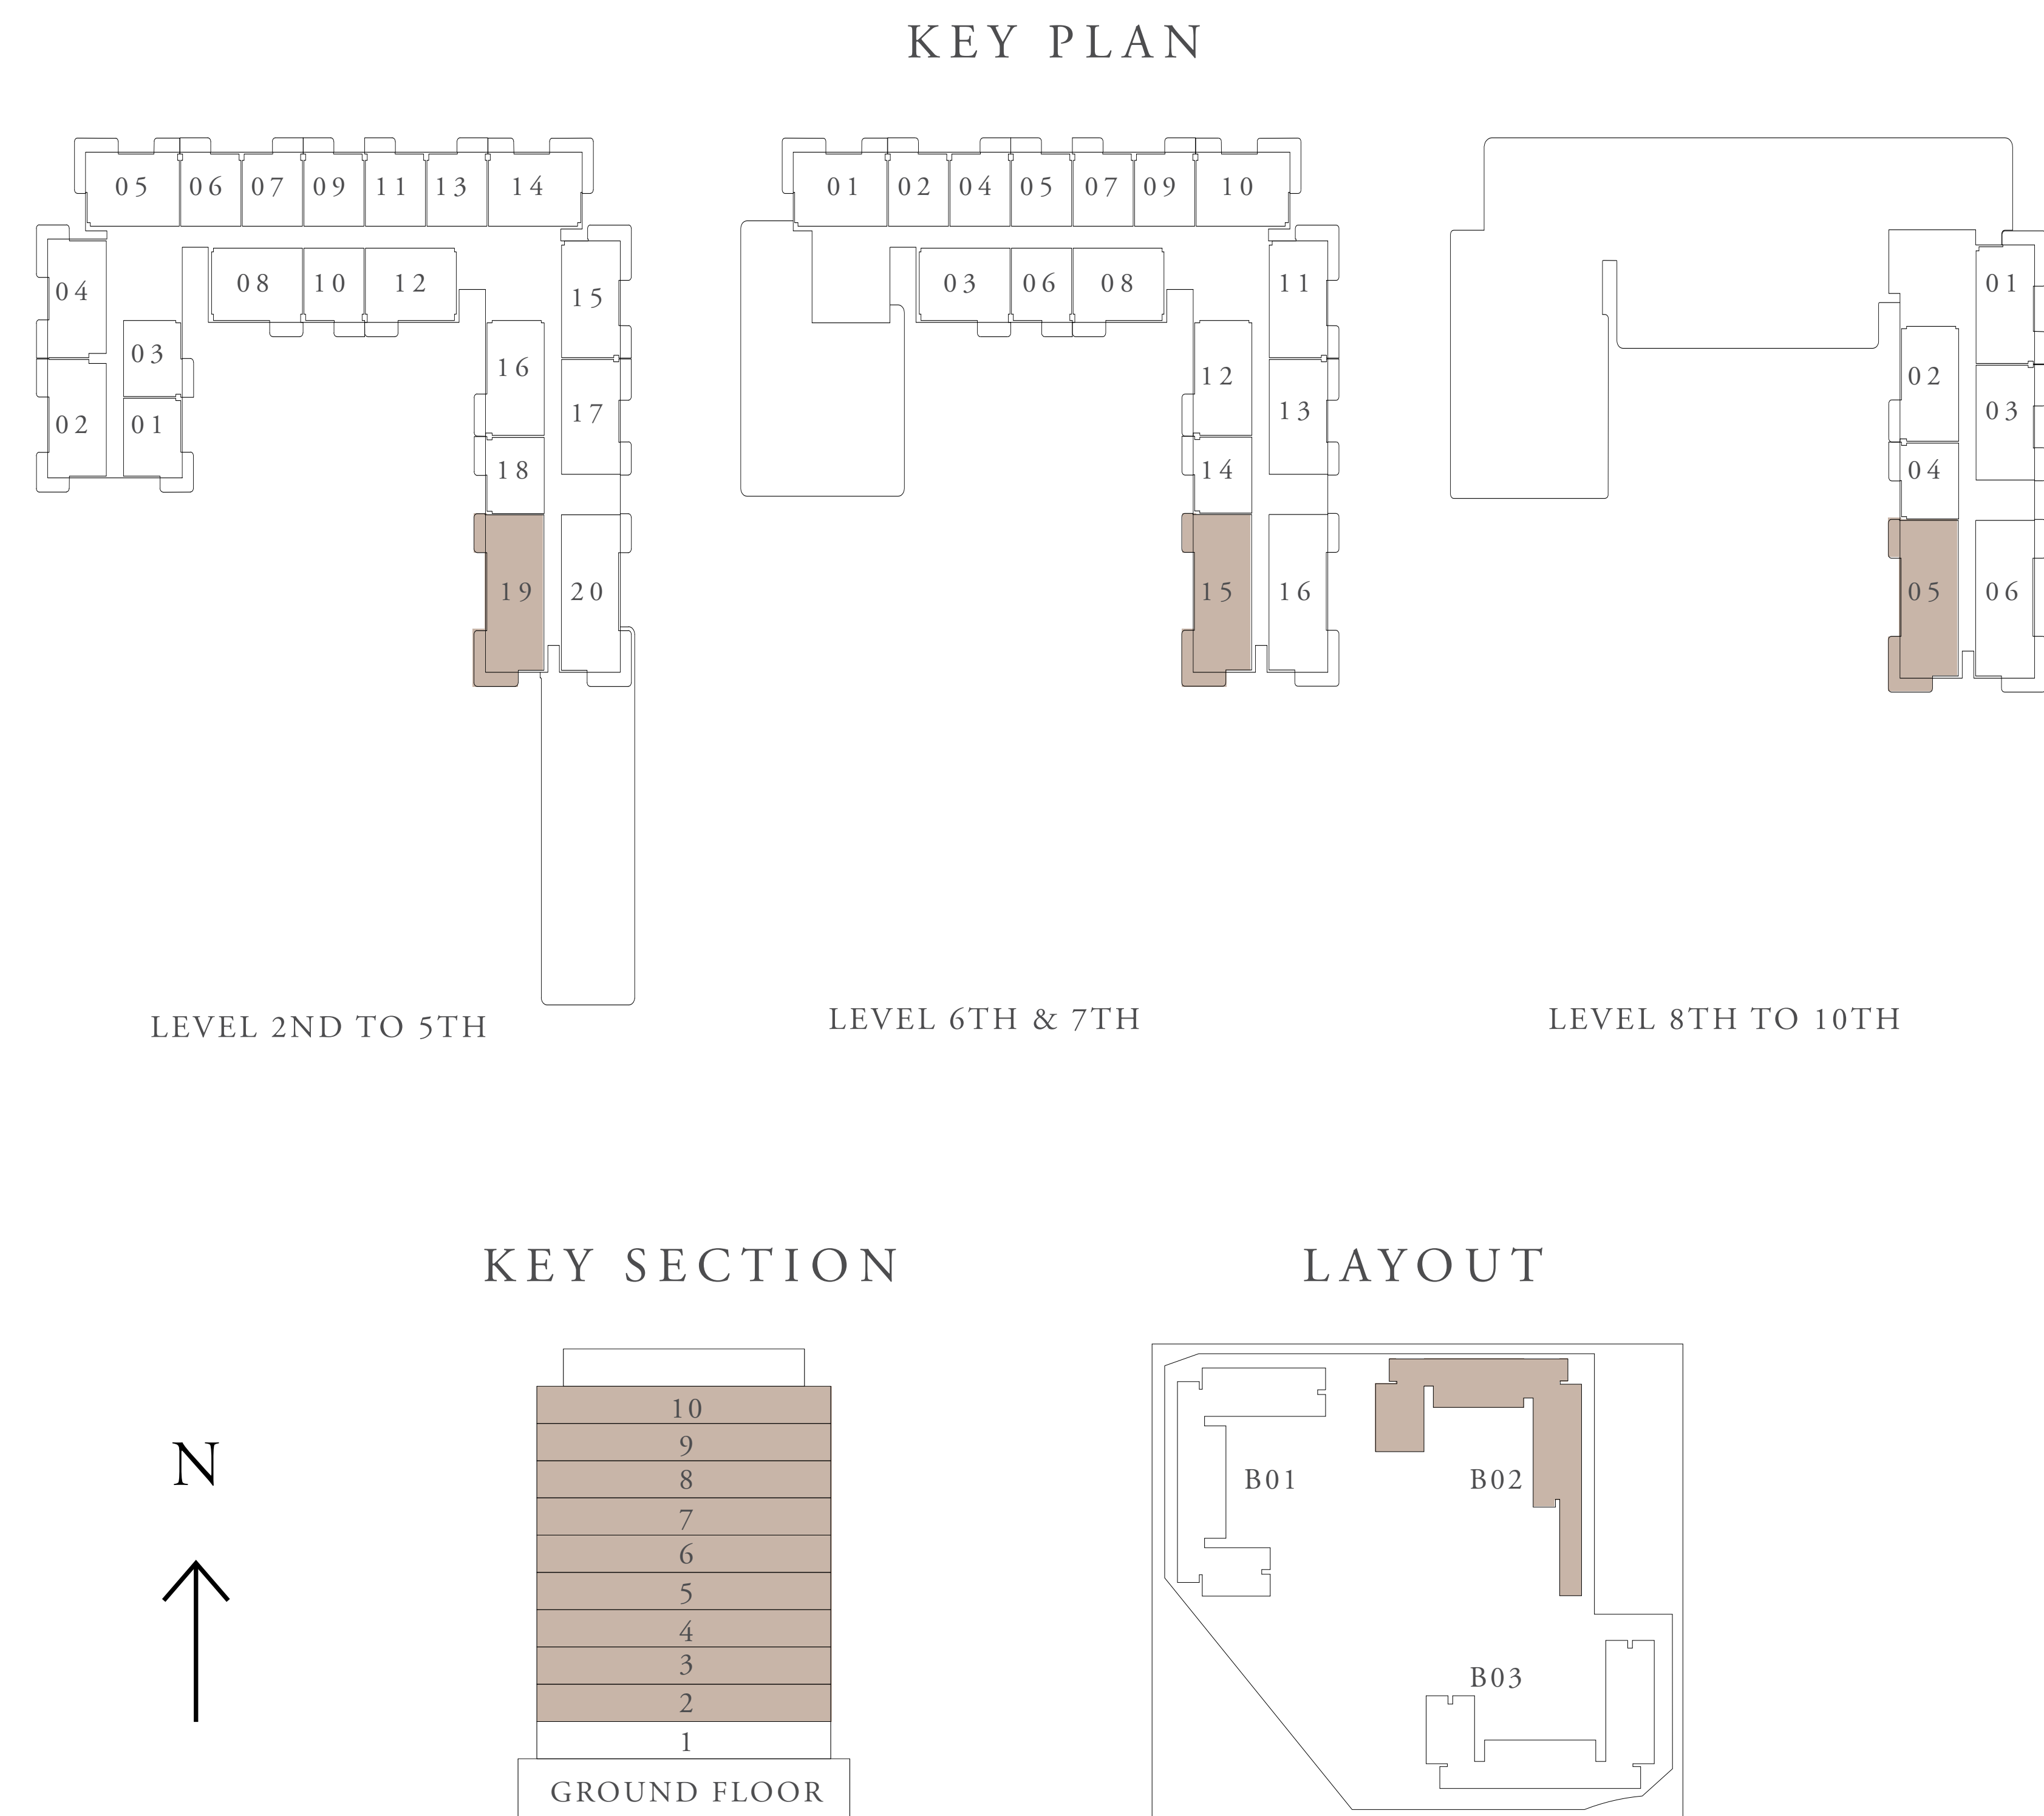 KEY PLAN
05 06 07 09 11 13 14
04 08 10 12 15
03 16
02 01 17
18
19 20
LEVEL 2ND TO 5TH
01 02 04 05 07 09 10
03 06 08 11
12 13
14
15 16
LEVEL 6TH & 7TH
01
02 03
04
05 06
LEVEL 8TH TO 10TH
KEY SECTION
10
9
8
7
6
5
4
3
2
1
GROUND FLOOR
N
LAYOUT
B01 B02
B03